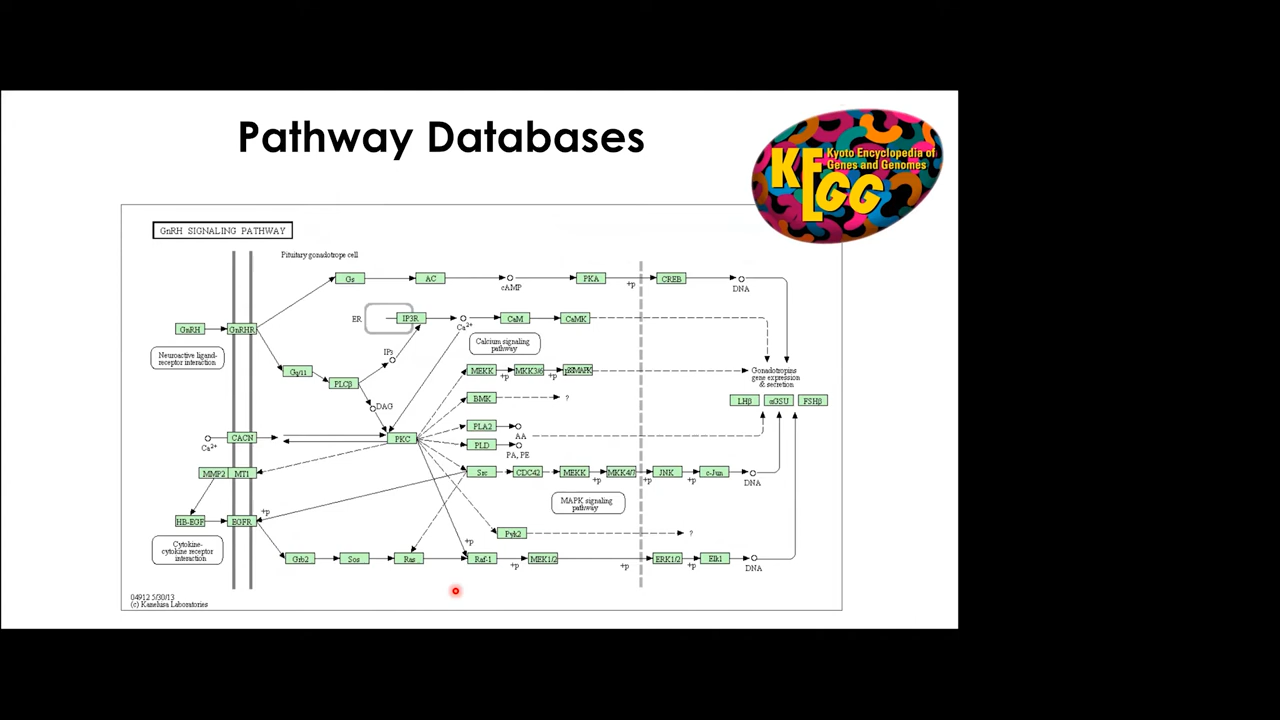 Pathway Databases
KEGG
Kyoto Encyclopedia of
Genes and Genomes
GnRH SIGNALING PATHWAY
Pituitary gonadotrope cell
Gs
AC
cAMP
PKA
+p
CREB
DNA
ER
IP3R
Ca2+
CaM
CaMK
GnRH
GnRHR
Neuroactive ligand-
receptor interaction
Calcium signaling
pathway
IP3
Gq/11
PLCβ
DAG
MEKK
+p
MKK3/6
+p
p38MAPK
Gonadotropins
gene expression
& secretion
BMK
?
LHβ
αGSU
FSHβ
PLA2
AA
Ca2+
CACN
PKC
PLD
PA, PE
MMP2
MT1
Src
CDC42
MEKK
+p
MKK4/7
+p
JNK
+p
c-Jun
DNA
MAPK signaling
pathway
HB-EGF
+p
EGFR
Pyk2
?
Cytokine-
cytokine receptor
interaction
Grb2
Sos
Ras
+p
Raf-1
+p
MEK1/2
+p
ERK1/2
+p
Elk1
DNA
04912 5/30/13
(c) Kanehisa Laboratories